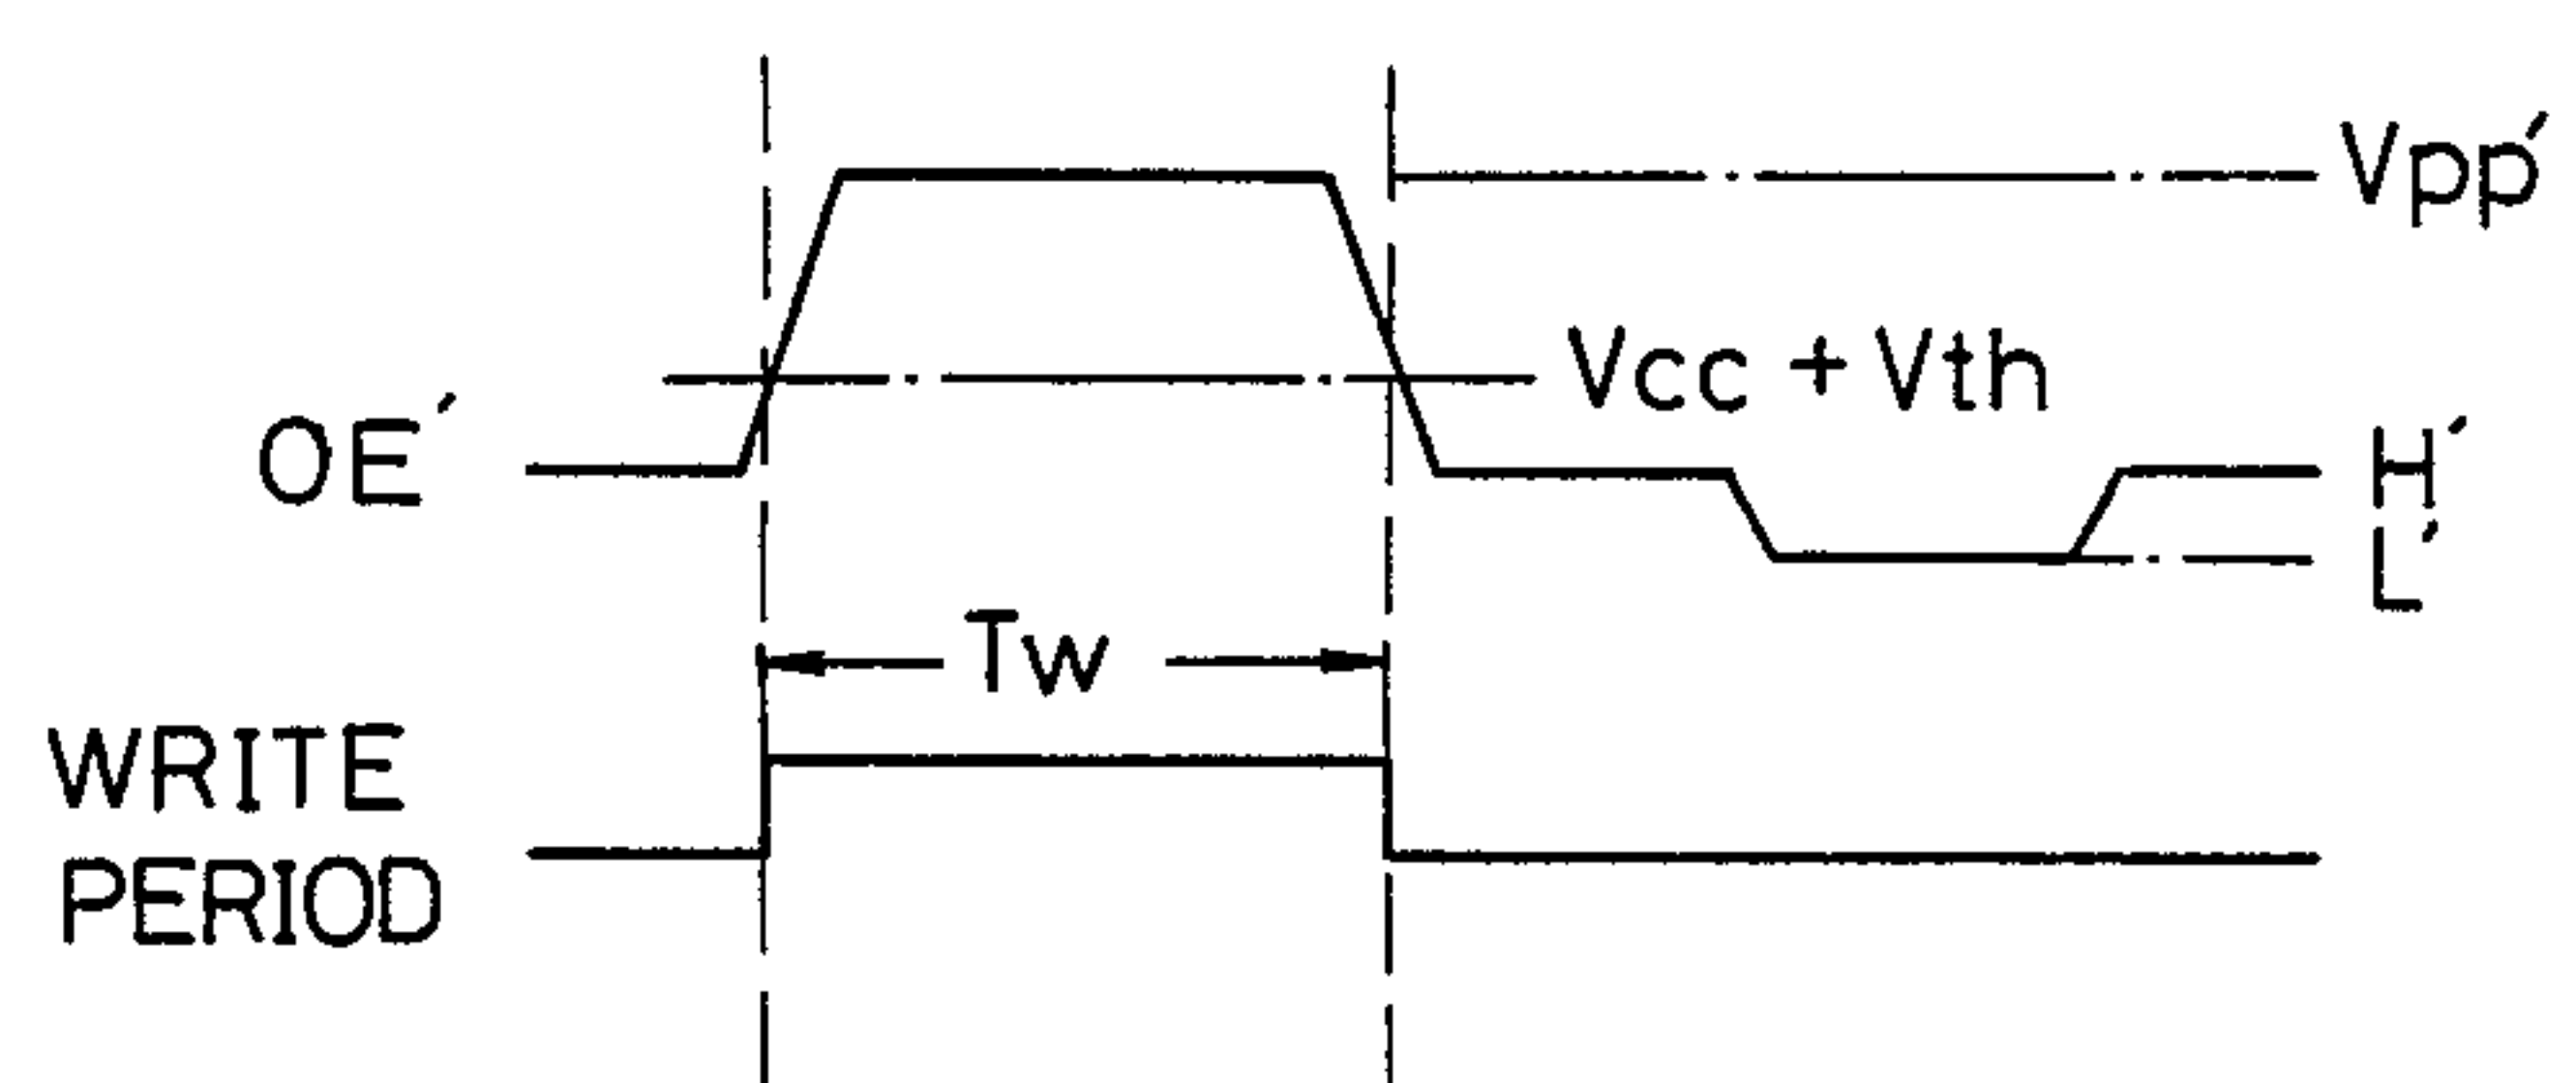 Vpp′
Vcc + Vth
OE′
H′
L′
Tw
WRITE
PERIOD